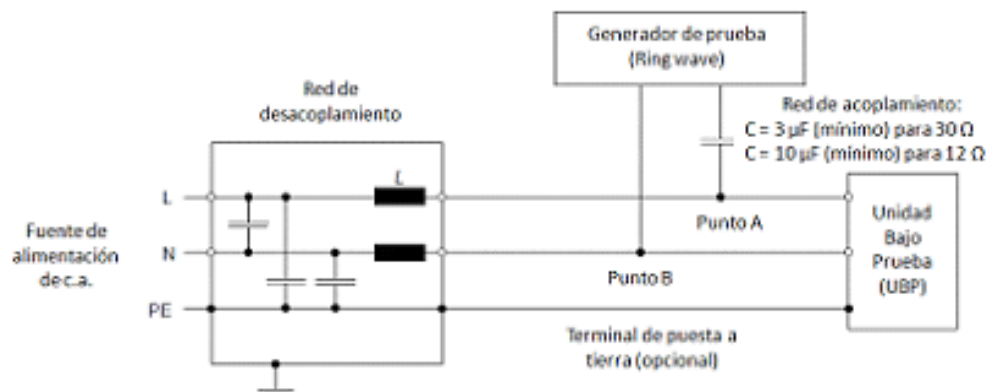 Generador de prueba
(Ring wave)
Red de
desacoplamiento
Red de acoplamiento:
C = 3 µF (mínimo) para 30 Ω
C = 10 µF (mínimo) para 12 Ω
L
L
Punto A
Unidad
Bajo
Prueba
(UBP)
Fuente de
alimentación
de c.a.
N
Punto B
PE
Terminal de puesta a
tierra (opcional)